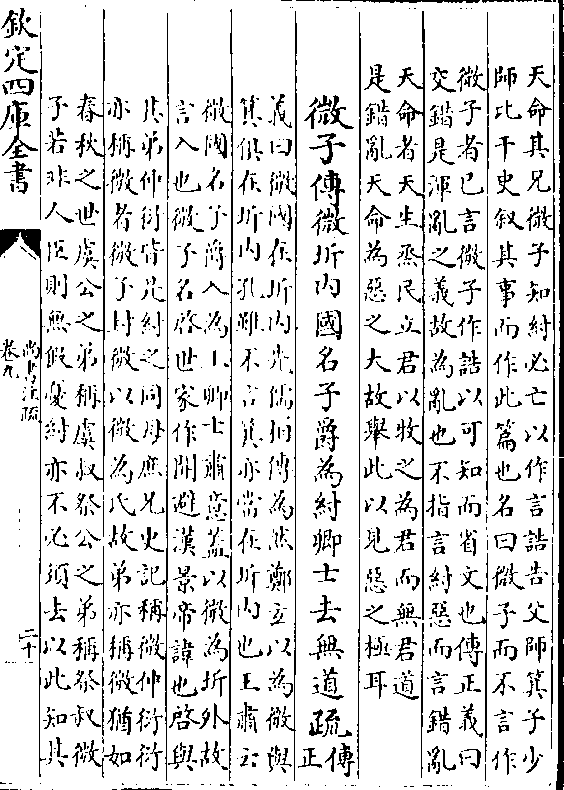 天命其兄微子知紂必亡以作言誥告父師箕子少
師比干史叙其事而作此篇也名曰微子而不言作
微子者已言微子作誥以可知而省文也傳正義曰
交錯是渾亂之義故為亂也不指言紂惡而言錯亂
天命者天生烝民立君以牧之為君而無君道
是錯亂天命為惡之大故舉此以見惡之極耳
微子傳微圻内國名子爵為紂卿士去無道疏傳正
義曰微國在圻内先儒相傳為然鄭玄以為微與
箕俱在圻内孔雖不言箕亦當在圻内也王肅云
微國名子爵入為王卿士肅意蓋以微為圻外故
言入也微子名啓世家作開避漢景帝諱也啓與
其弟仲衍皆是紂之同母庶兄史記稱微仲衍衍
亦稱微者微子封微以微為氏故弟亦稱微猶如
春秋之世虞公之弟稱虞叔祭公之弟稱祭叔微
子若非人臣則無假憂紂亦不必須去以此知其
欽定四庫全書
尚書注疏
卷九
二十